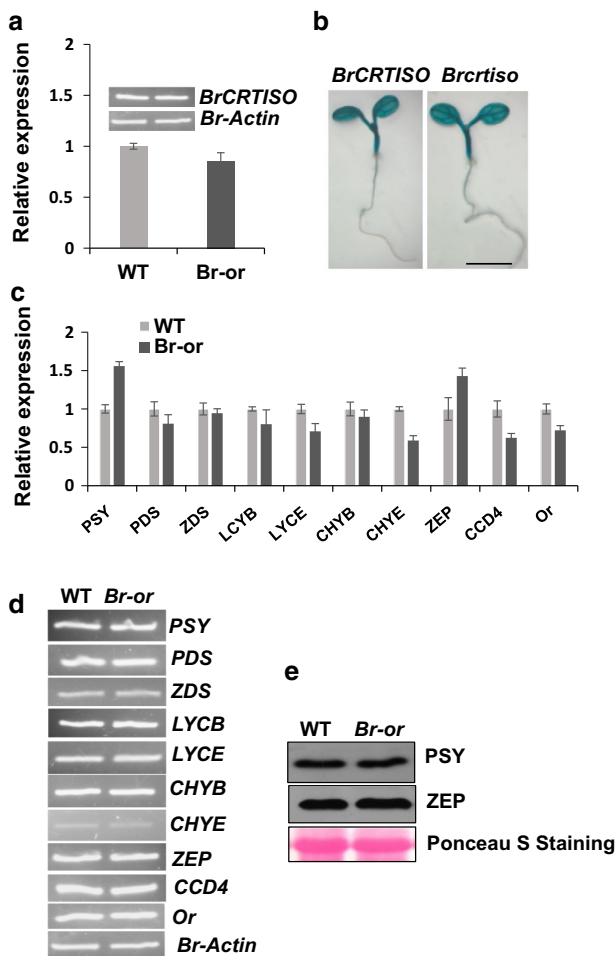 a
2
1.5
1
0.5
0
Relative expression
BrCRTISO
Br-Actin
WT
Br-or
b
BrCRTISO
Brcrtiso
c
WT
Br-or
2
1.5
1
0.5
0
Relative expression
PSY
PDS
ZDS
LCYB
LYCE
CHYB
CHYE
ZEP
CCD4
Or
d
WT Br-or
PSY
PDS
ZDS
LYCB
LYCE
CHYB
CHYE
ZEP
CCD4
Or
Br-Actin
e
WT Br-or
PSY
ZEP
Ponceau S Staining